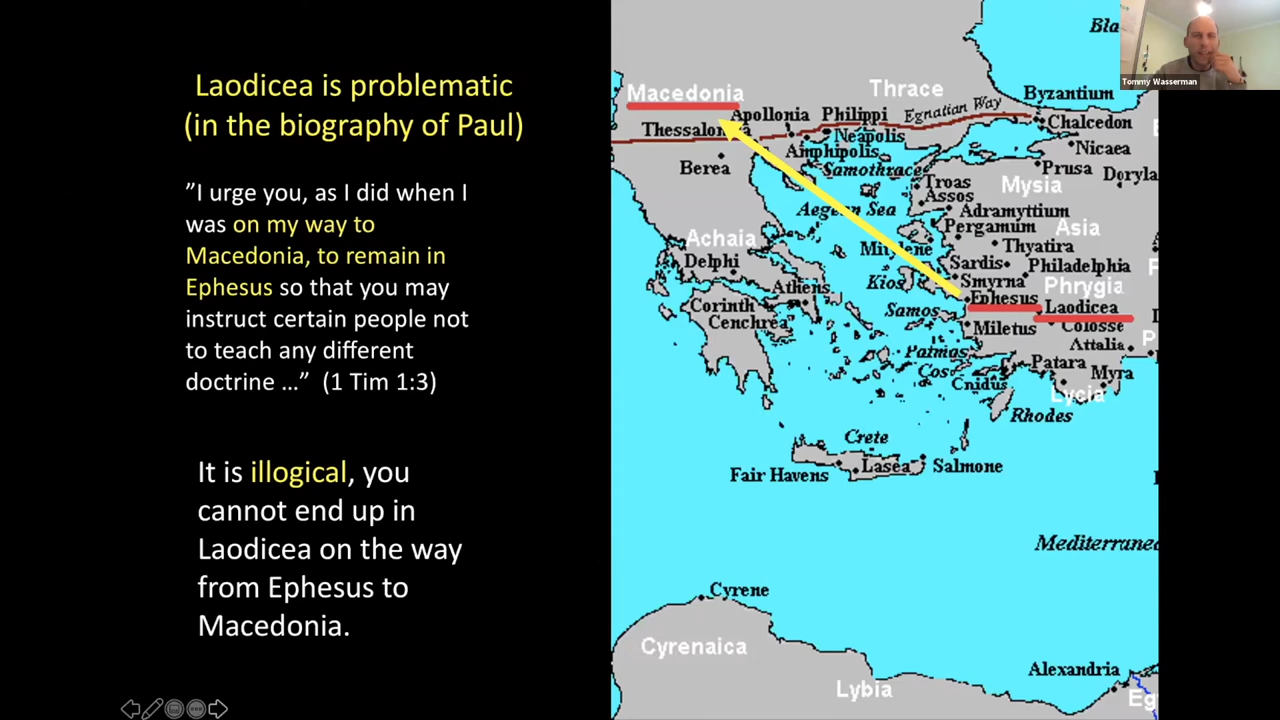 Laodicea is problematic
(in the biography of Paul)
”I urge you, as I did when I
was on my way to
Macedonia, to remain in
Ephesus so that you may
instruct certain people not
to teach any different
doctrine …” (1 Tim 1:3)
It is illogical, you
cannot end up in
Laodicea on the way
from Ephesus to
Macedonia.
Tommy Wasserman
Bla
Macedonia
Thrace
Byzantium
Apollonia
Philippi
Egnatian Way
Chalcedon
Thessalon
Neapolis
Nicaea
Amphipolis
Berea
Samothrace
Prusa
Doryla
Troas
Mysia
Assos
Aegean Sea
Adramyttium
Pergamum
Asia
Achaia
Mitylene
Thyatira
Delphi
Sardis
Philadelphia
Kios
Smyrna
Phrygia
Athens
Ephesus
Laodicea
Corinth
Samos
Cenchrea
Miletus
Colosse
Attalia
P
Patmos
Patara
Cos
Myra
Cnidus
Lycia
Rhodes
Crete
Lasea
Salmone
Fair Havens
Mediterrane
Cyrene
Cyrenaica
Alexandria
Lybia
Eg